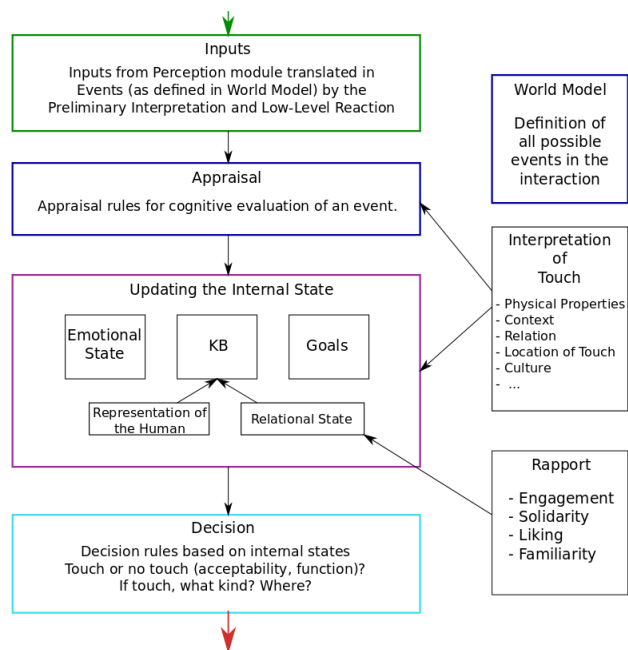 Inputs
Inputs from Perception module translated in
Events (as defined in World Model) by the
Preliminary Interpretation and Low-Level Reaction
Appraisal
Appraisal rules for cognitive evaluation of an event.
Updating the Internal State
Emotional
State
KB
Goals
Representation of
the Human
Relational State
Decision
Decision rules based on internal states
Touch or no touch (acceptability, function)?
If touch, what kind? Where?
World Model
Definition of
all possible
events in the
interaction
Interpretation
of
Touch
- Physical Properties
- Context
- Relation
- Location of Touch
- Culture
- ...
Rapport
- Engagement
- Solidarity
- Liking
- Familiarity